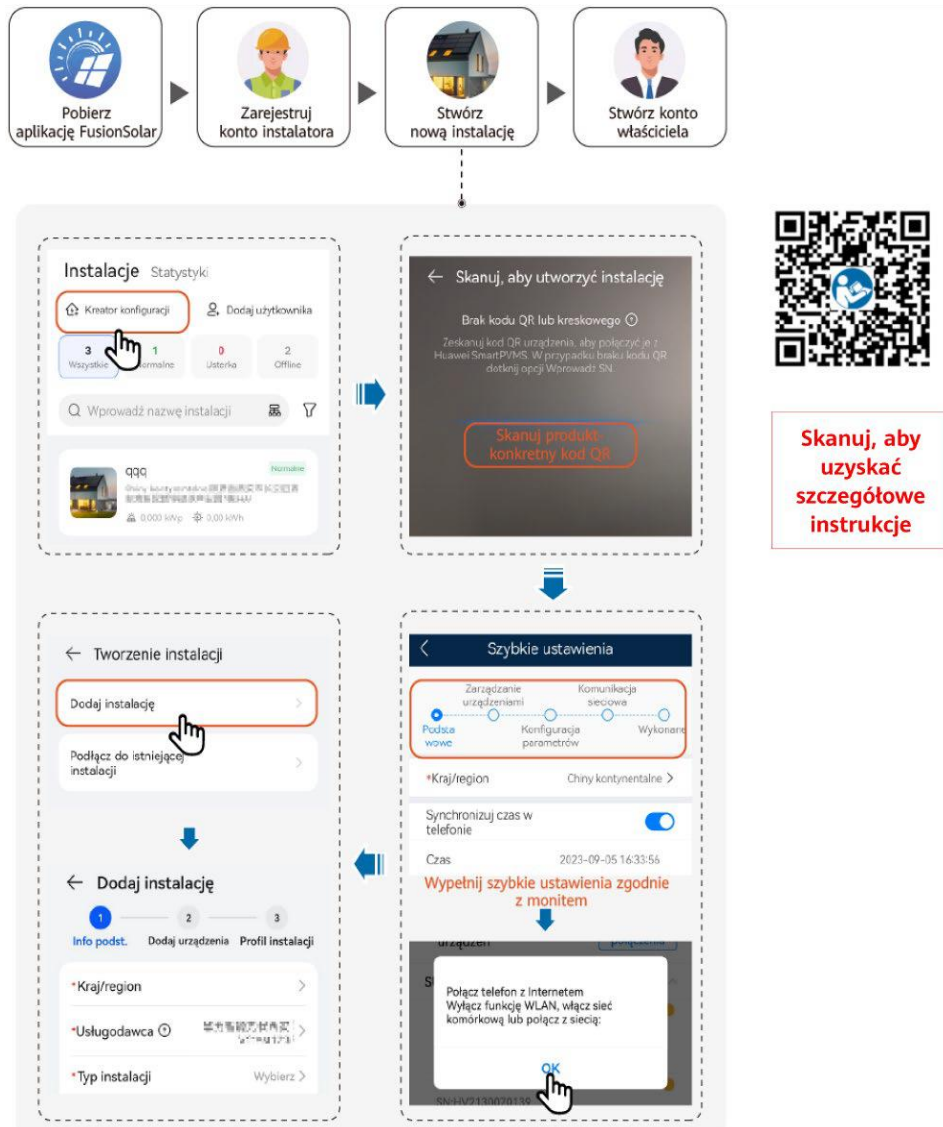 Pobierz
aplikację FusionSolar
Zarejestruj
konto instalatora
Stwórz
nową instalację
Stwórz konto
właściciela
Instalacje Statystyki
Kreator konfiguracji
Dodaj użytkownika
3
Wszystkie
1
Normalne
0
Usterka
2
Offline
Wprowadź nazwę instalacji
qqq
Normalne
Chiny kontynentalne
0,000 kWp 0,00 kWh
Skanuj, aby utworzyć instalację
Brak kodu QR lub kreskowego
Zeskanuj kod QR urządzenia, aby połączyć je z
Huawei SmartPVMS. W przypadku braku kodu QR
dotknij opcji Wprowadź SN.
Skanuj produkt-
konkretny kod QR
Skanuj, aby
uzyskać
szczegółowe
instrukcje
Tworzenie instalacji
Dodaj instalację
Podłącz do istniejącej
instalacji
Dodaj instalację
1 2 3
Info podst. Dodaj urządzenia Profil instalacji
*Kraj/region
*Usługodawca
*Typ instalacji Wybierz
Szybkie ustawienia
Zarządzanie
urządzeniami
Komunikacja
sieciowa
Podsta
wowe
Konfiguracja
parametrów
Wykonane
*Kraj/region Chiny kontynentalne
Synchronizuj czas w
telefonie
Czas 2023-09-05 16:33:56
Wypełnij szybkie ustawienia zgodnie
z monitem
urządzeń połączenia
Połącz telefon z Internetem
Wyłącz funkcję WLAN, włącz sieć
komórkową lub połącz z siecią:
OK
SN:HV2130070139